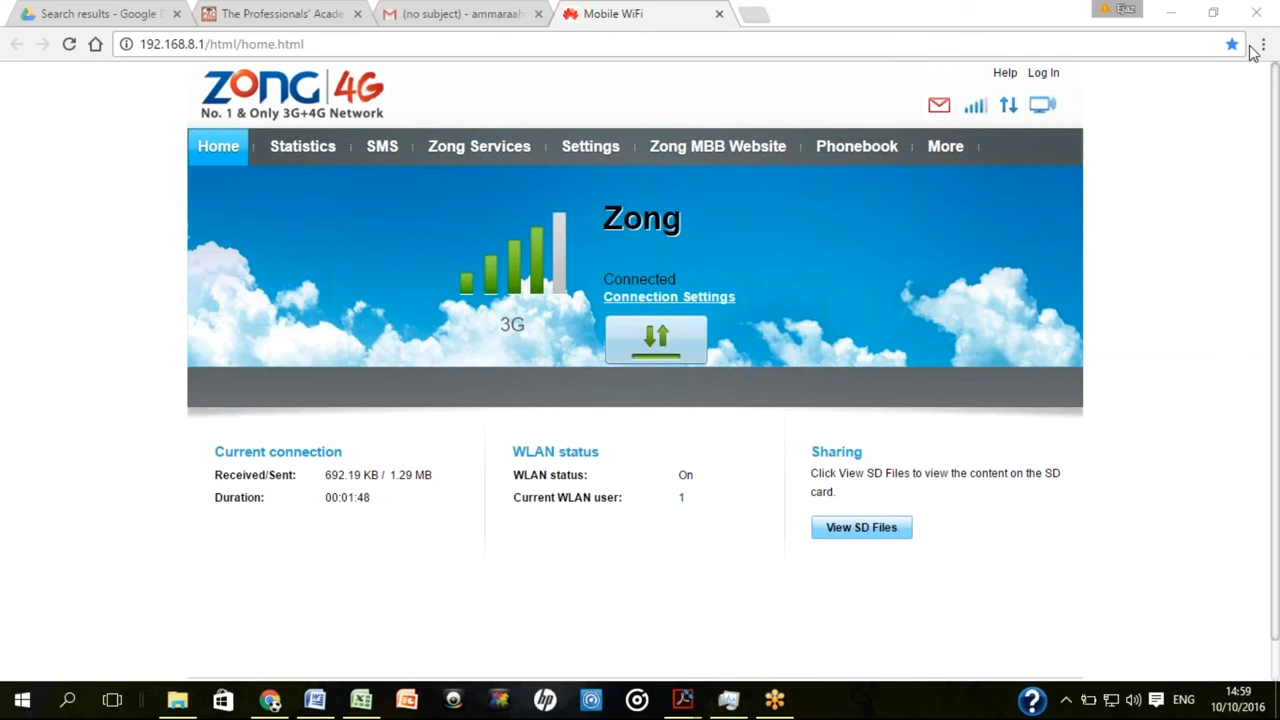 Search results - Google D
The Professionals' Acade
(no subject) - ammaraah
Mobile WiFi
Ejaz
192.168.8.1/html/home.html
ZONG 4G
No. 1 & Only 3G+4G Network
Help Log In
Home Statistics SMS Zong Services Settings Zong MBB Website Phonebook More
Zong
Connected
Connection Settings
3G
Current connection
Received/Sent: 692.19 KB / 1.29 MB
Duration: 00:01:48
WLAN status
WLAN status: On
Current WLAN user: 1
Sharing
Click View SD Files to view the content on the SD
card.
View SD Files
ENG
14:59
10/10/2016